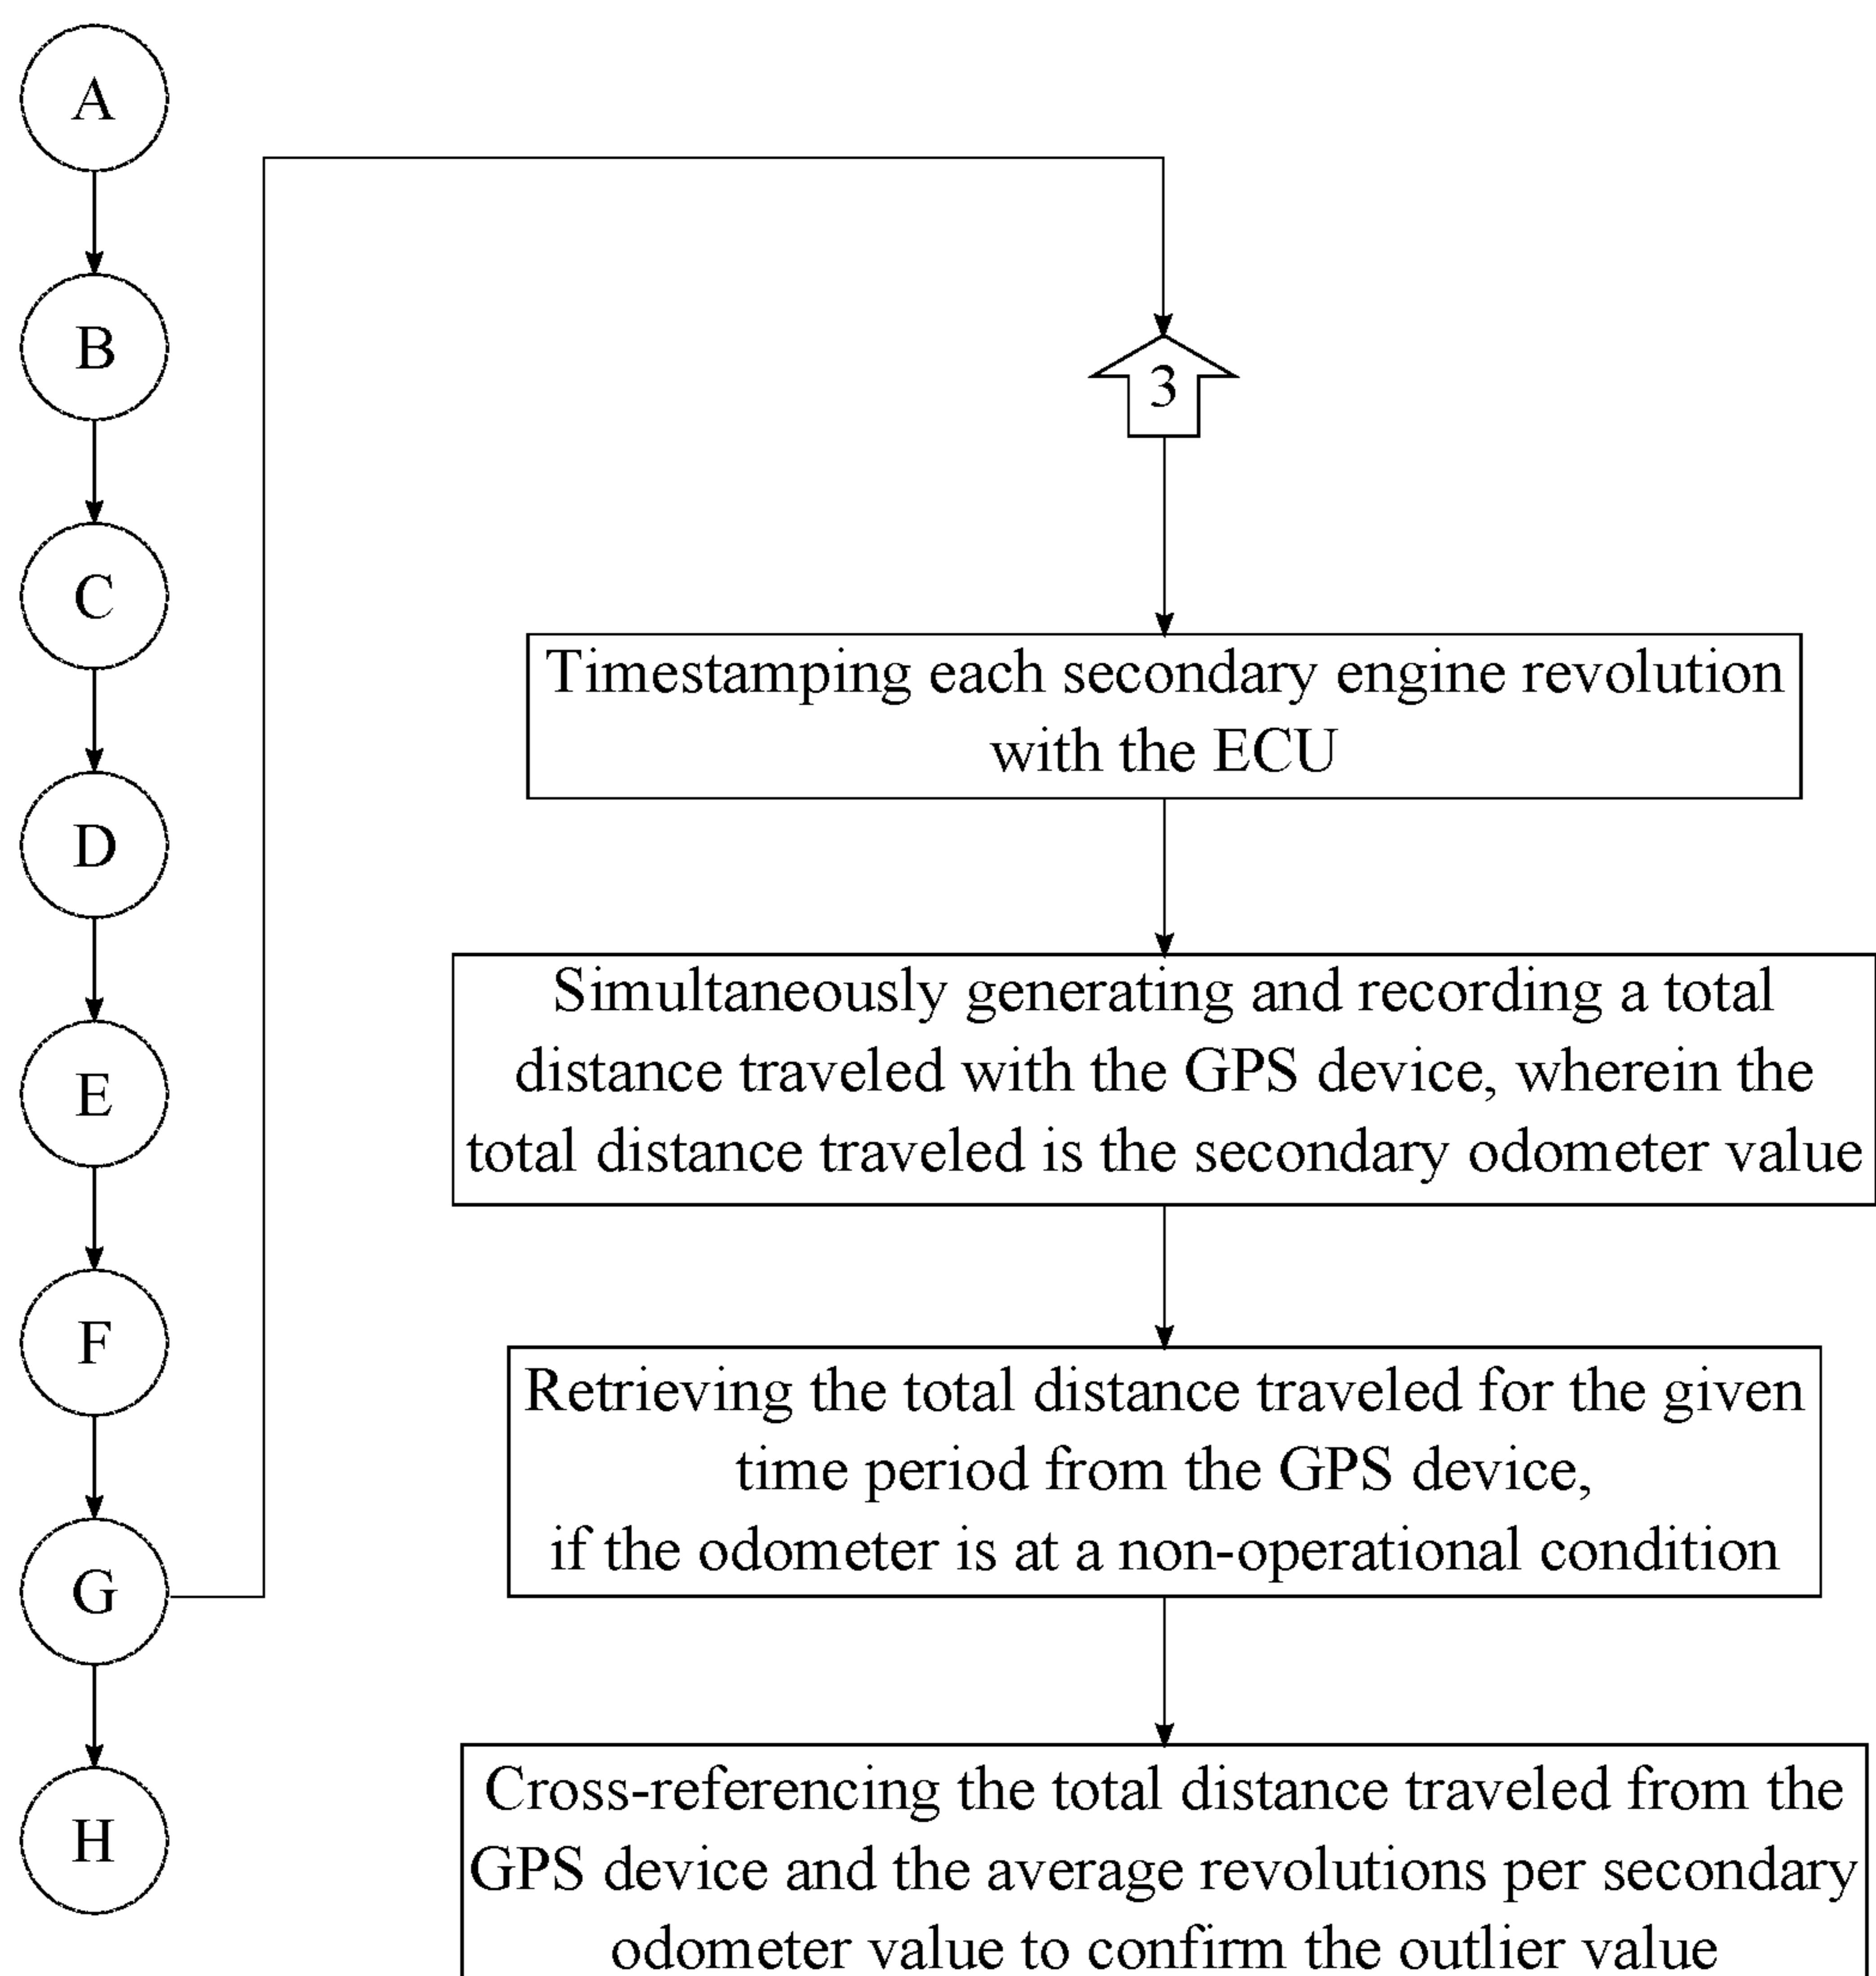 A
B
C
D
E
F
G
H
3
Timestamping each secondary engine revolution
with the ECU
Simultaneously generating and recording a total
distance traveled with the GPS device, wherein the
total distance traveled is the secondary odometer value
Retrieving the total distance traveled for the given
time period from the GPS device,
if the odometer is at a non-operational condition
Cross-referencing the total distance traveled from the
GPS device and the average revolutions per secondary
odometer value to confirm the outlier value